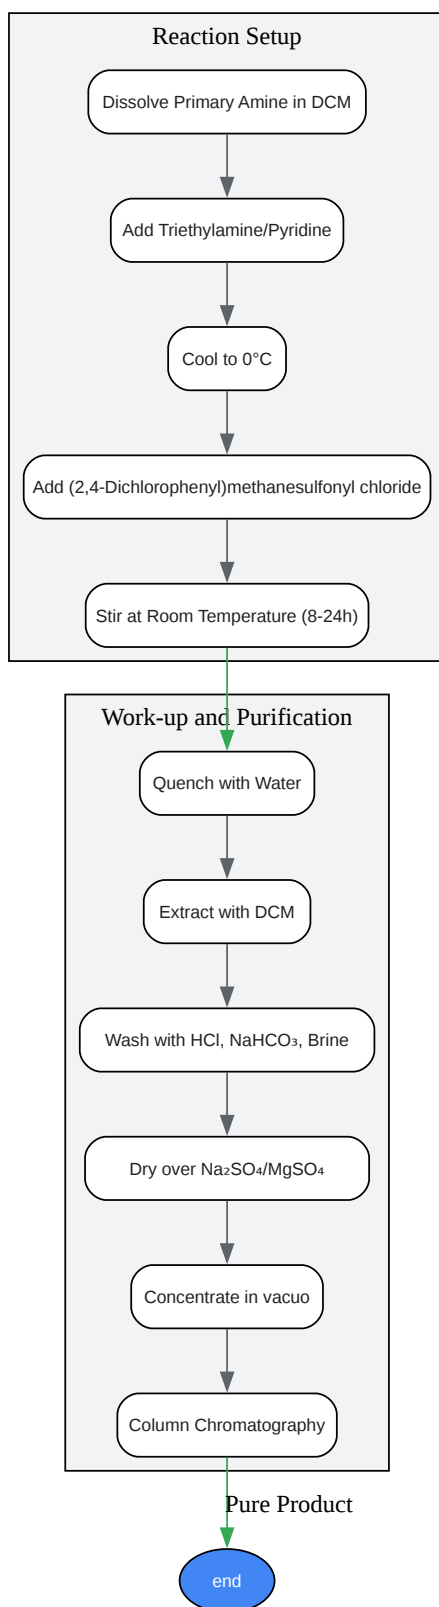 Reaction Setup
Dissolve Primary Amine in DCM
Add Triethylamine/Pyridine
Cool to 0°C
Add (2,4-Dichlorophenyl)methanesulfonyl chloride
Stir at Room Temperature (8-24h)
Work-up and Purification
Quench with Water
Extract with DCM
Wash with HCl, NaHCO₃, Brine
Dry over Na₂SO₄/MgSO₄
Concentrate in vacuo
Column Chromatography
Pure Product
end